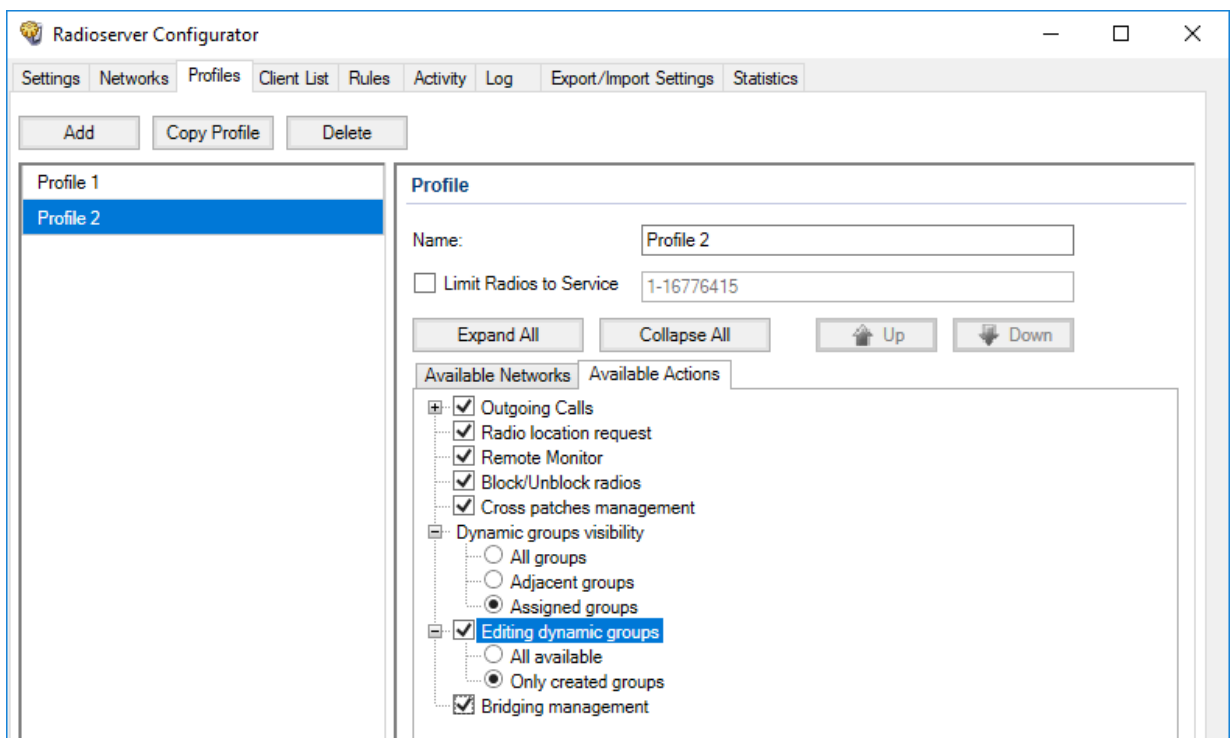 Radioserver Configurator
Settings Networks Profiles Client List Rules Activity Log Export/Import Settings Statistics
Add Copy Profile Delete
Profile 1
Profile 2
Profile
Name: Profile 2
Limit Radios to Service 1-16776415
Expand All Collapse All Up Down
Available Networks Available Actions
Outgoing Calls
Radio location request
Remote Monitor
Block/Unblock radios
Cross patches management
Dynamic groups visibility
All groups
Adjacent groups
Assigned groups
Editing dynamic groups
All available
Only created groups
Bridging management